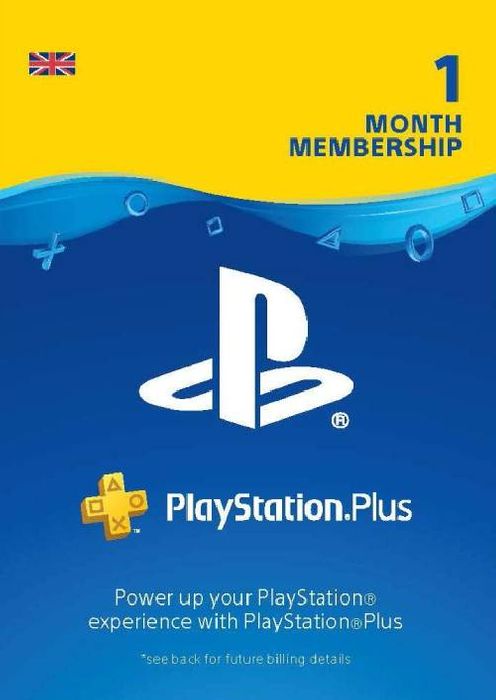 1
MONTH
MEMBERSHIP
®
PlayStation.Plus
™
Power up your PlayStation®
experience with PlayStation®Plus
*see back for future billing details